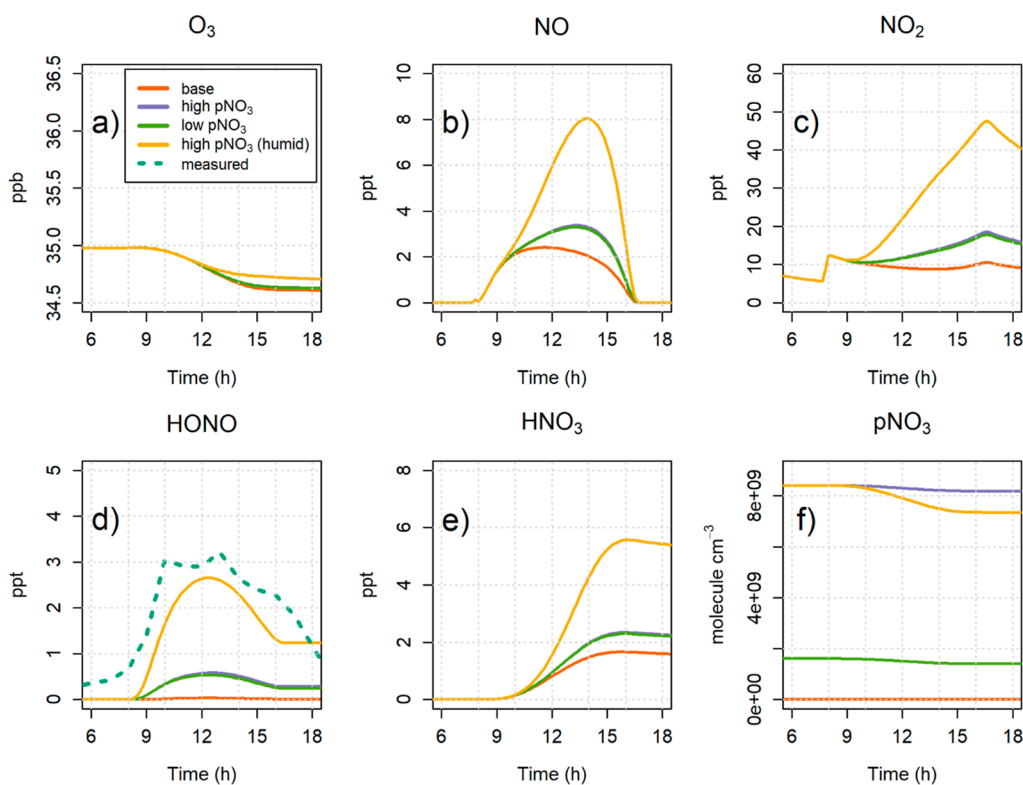 O₃
36.5
36.0
35.5
35.0
34.5
ppb
a)
base
high pNO₃
low pNO₃
high pNO₃ (humid)
measured
6 9 12 15 18
Time (h)
NO
10
8
6
4
2
0
ppt
b)
6 9 12 15 18
Time (h)
NO₂
60
50
40
30
20
10
0
ppt
c)
6 9 12 15 18
Time (h)
HONO
5
4
3
2
1
0
ppt
d)
6 9 12 15 18
Time (h)
HNO₃
8
6
4
2
0
ppt
e)
6 9 12 15 18
Time (h)
pNO₃
8e+09
4e+09
0e+00
molecule cm⁻³
f)
6 9 12 15 18
Time (h)